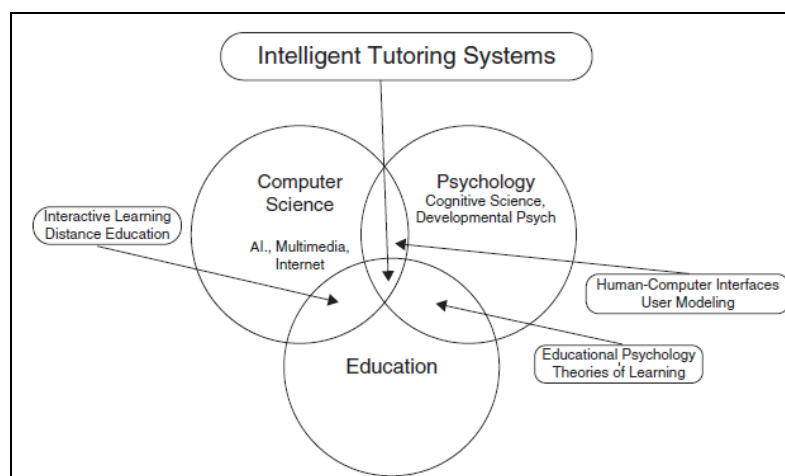 Intelligent Tutoring Systems
Computer
Science
AI., Multimedia,
Internet
Psychology
Cognitive Science,
Developmental Psych
Interactive Learning
Distance Education
Human-Computer Interfaces
User Modeling
Educational Psychology
Theories of Learning
Education